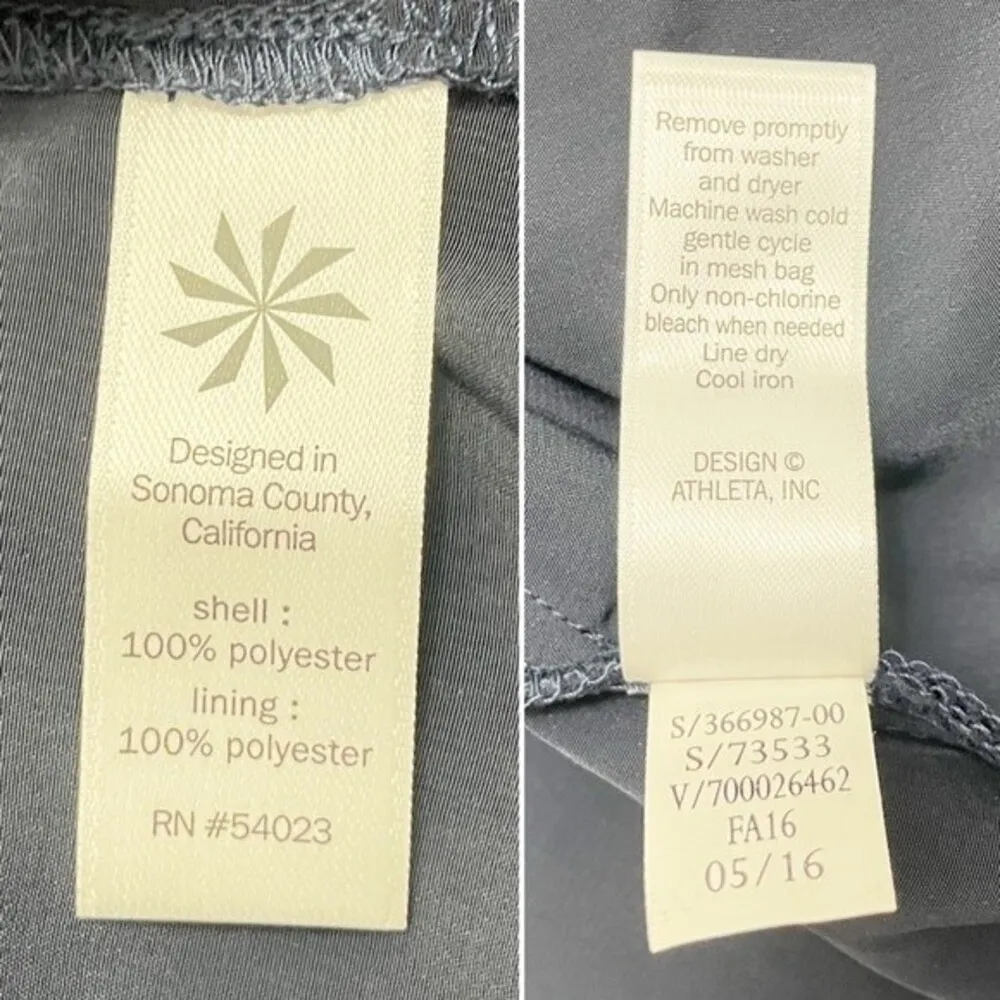 Designed in
Sonoma County,
California
shell :
100% polyester
lining :
100% polyester
RN #54023
Remove promptly
from washer
and dryer
Machine wash cold
gentle cycle
in mesh bag
Only non-chlorine
bleach when needed
Line dry
Cool iron
DESIGN ©
ATHLETA, INC
S/366987-00
S/73533
V/700026462
FA16
05/16